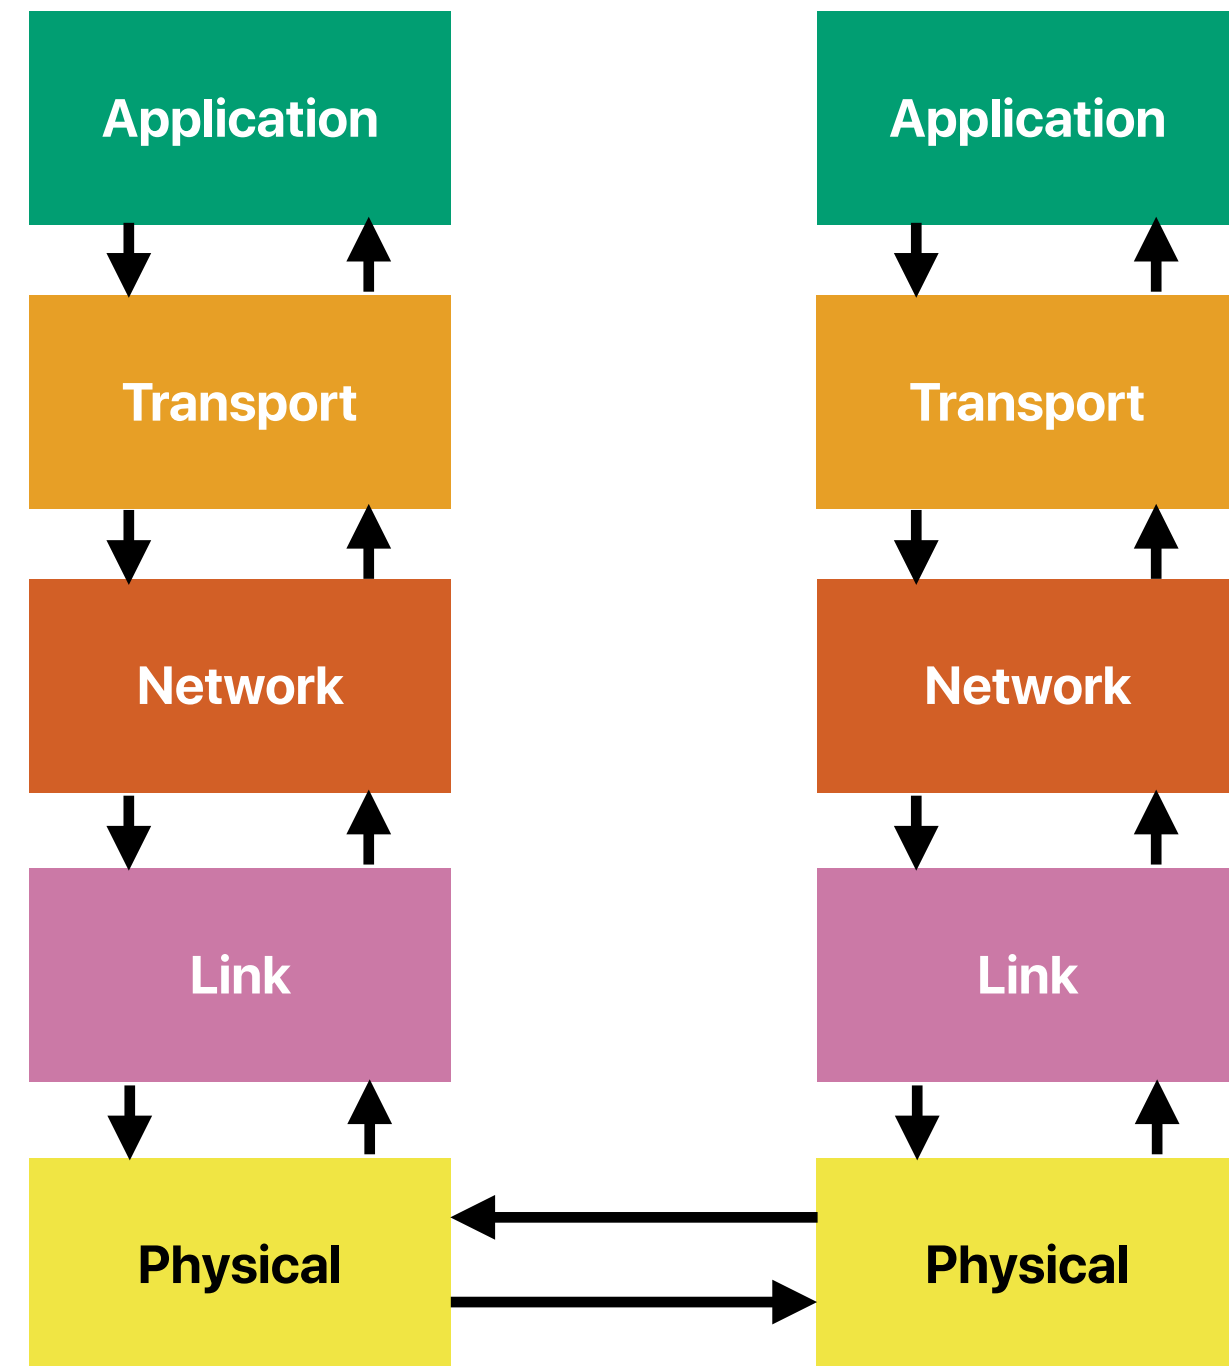 Application
Application
Transport
Transport
Network
Network
Link
Link
Physical
Physical